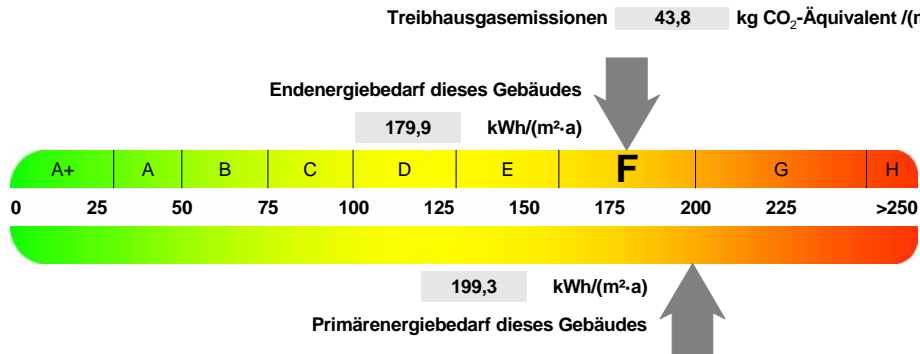 Treibhausgasemissionen 43,8 kg CO₂-Äquivalent /(m
Endenergiebedarf dieses Gebäudes
179,9 kWh/(m²·a)
A+ A B C D E F G H
0 25 50 75 100 125 150 175 200 225 >250
199,3 kWh/(m²·a)
Primärenergiebedarf dieses Gebäudes